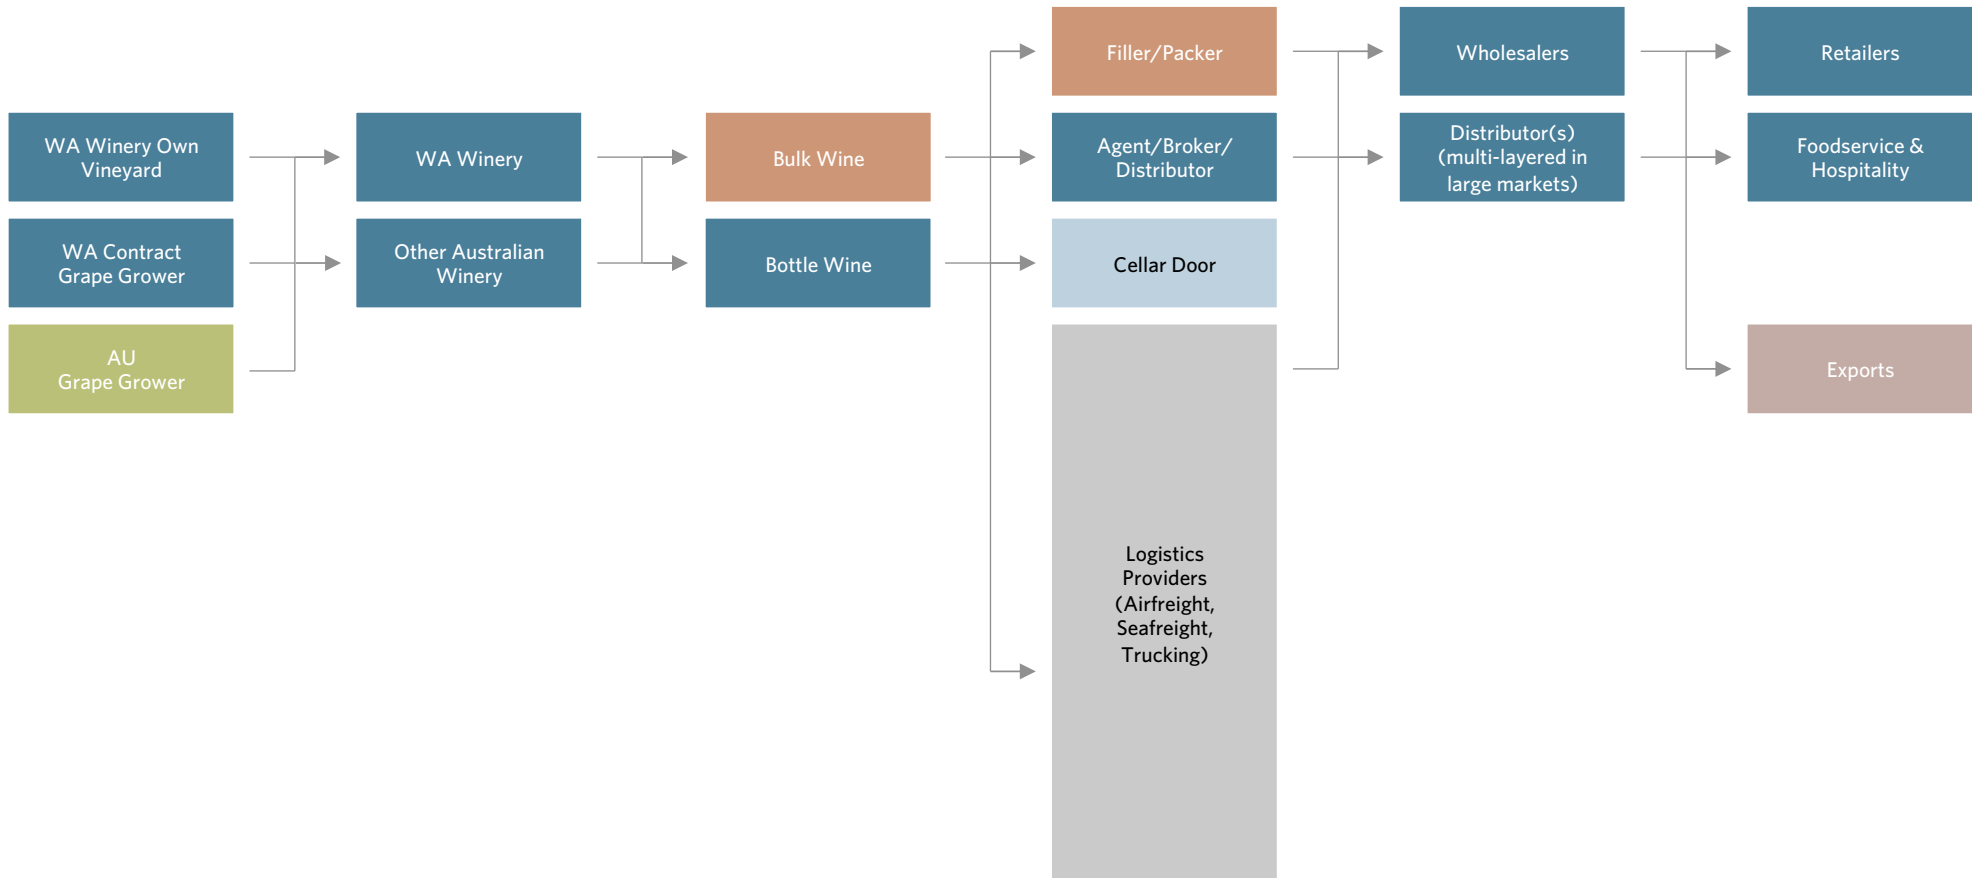 WA Winery Own
Vineyard
WA Contract
Grape Grower
AU
Grape Grower
WA Winery
Other Australian
Winery
Bulk Wine
Bottle Wine
Filler/Packer
Agent/Broker/
Distributor
Cellar Door
Logistics
Providers
(Airfreight,
Seafreight,
Trucking)
Wholesalers
Distributor(s)
(multi-layered in
large markets)
Retailers
Foodservice &
Hospitality
Exports